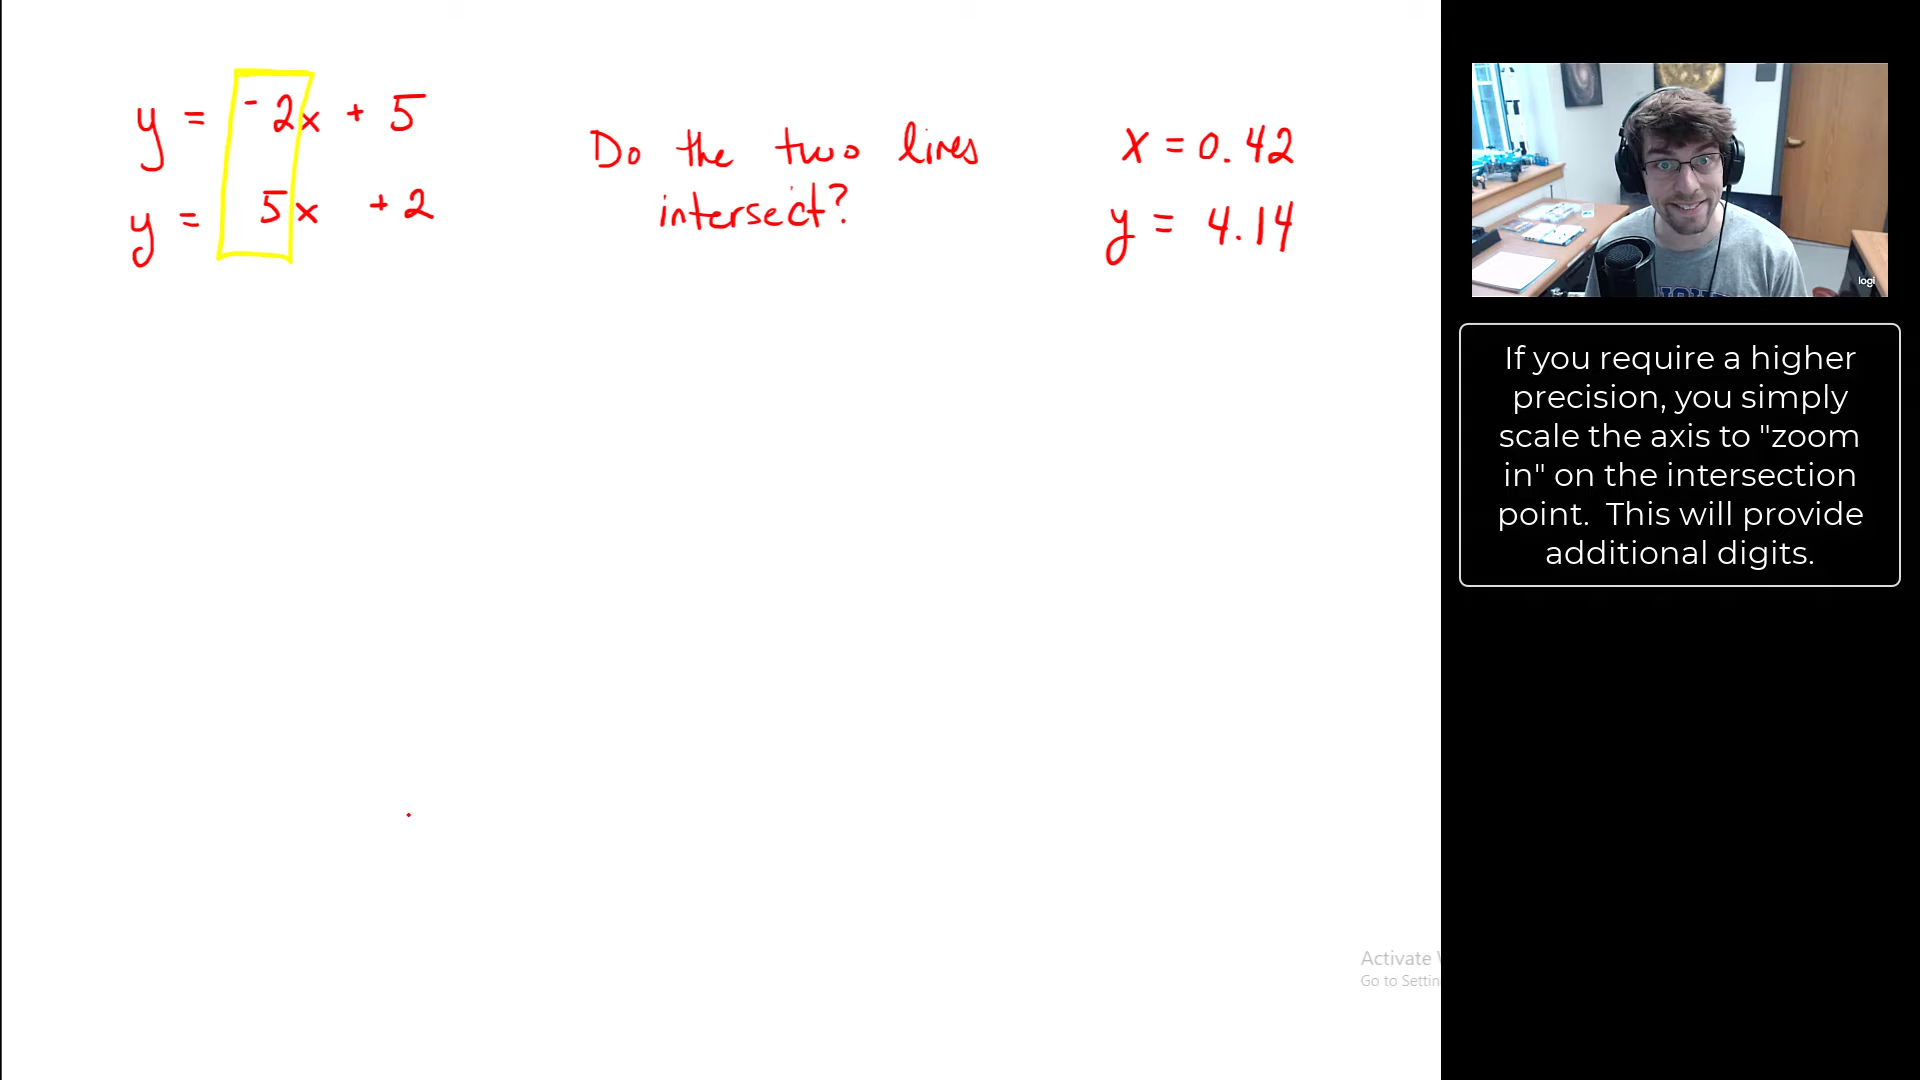 y = -2x + 5
y = 5x + 2
Do the two lines
intersect?
x = 0.42
y = 4.14
logi
If you require a higher
precision, you simply
scale the axis to "zoom
in" on the intersection
point. This will provide
additional digits.
Activate
Go to Settin